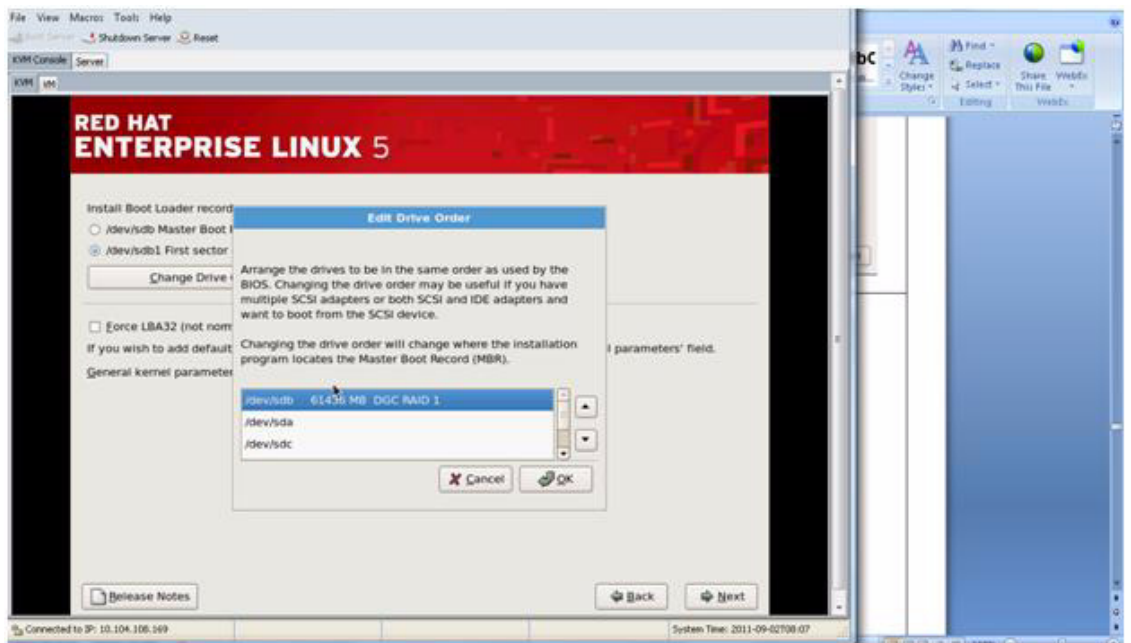 File View Macros Tools Help
Boot Server Shutdown Server Reset
KVM Console Server
KVM VM
RED HAT
ENTERPRISE LINUX 5
Install Boot Loader record
/dev/sdb Master Boot
/dev/sdb1 First sector
Change Drive
Force LBA32 (not norm
If you wish to add default
l parameters' field.
General kernel parameter
Edit Drive Order
Arrange the drives to be in the same order as used by the
BIOS. Changing the drive order may be useful if you have
multiple SCSI adapters or both SCSI and IDE adapters and
want to boot from the SCSI device.
Changing the drive order will change where the installation
program locates the Master Boot Record (MBR).
/dev/sdb 61436 MB DGC RAID 1
/dev/sda
/dev/sdc
Cancel OK
Release Notes Back Next
Connected to IP: 10.104.108.169
System Time: 2011-09-02T08:07
bC
Change
Styles
Find
Replace
Select
Editing
Share
This File
WebEx
WebEx